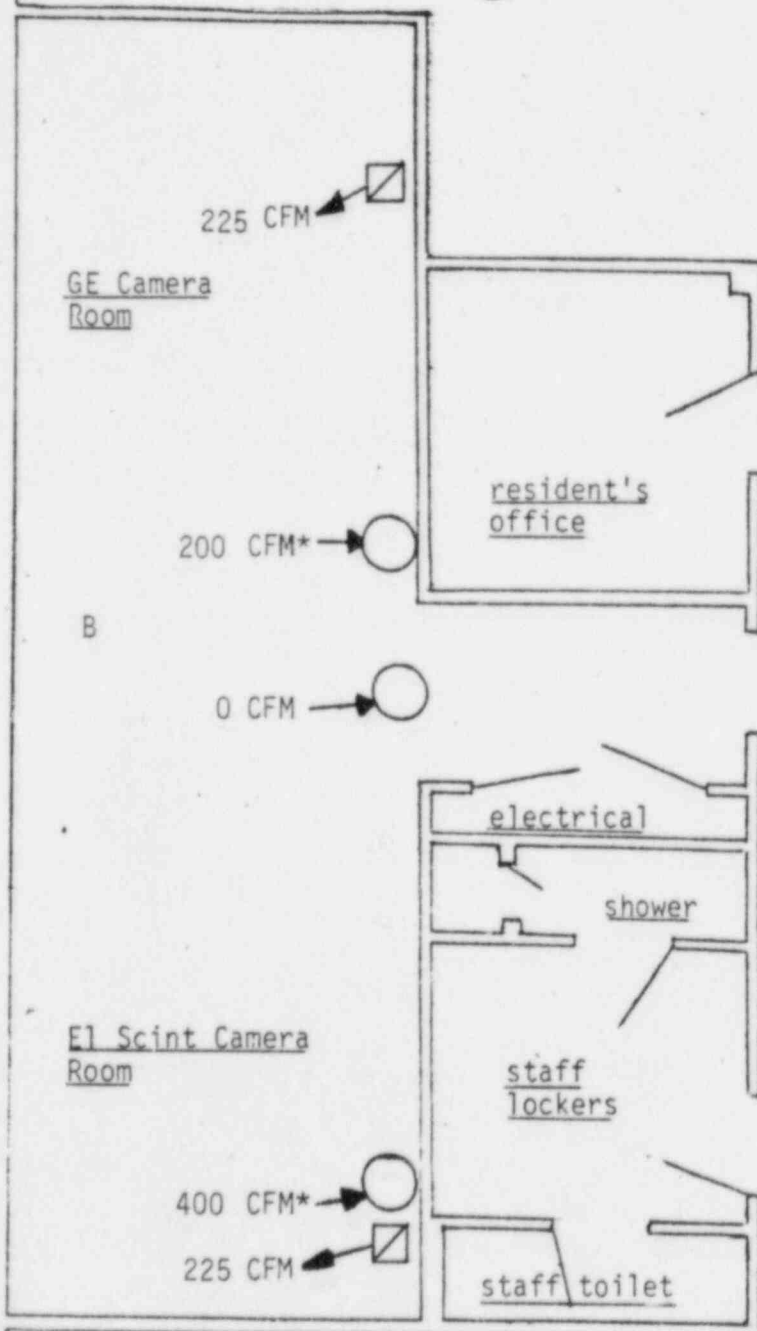 225 CFM
GE Camera
Room
resident's
office
200 CFM*
B
0 CFM
electrical
shower
El Scint Camera
Room
staff
lockers
400 CFM*
225 CFM
staff toilet